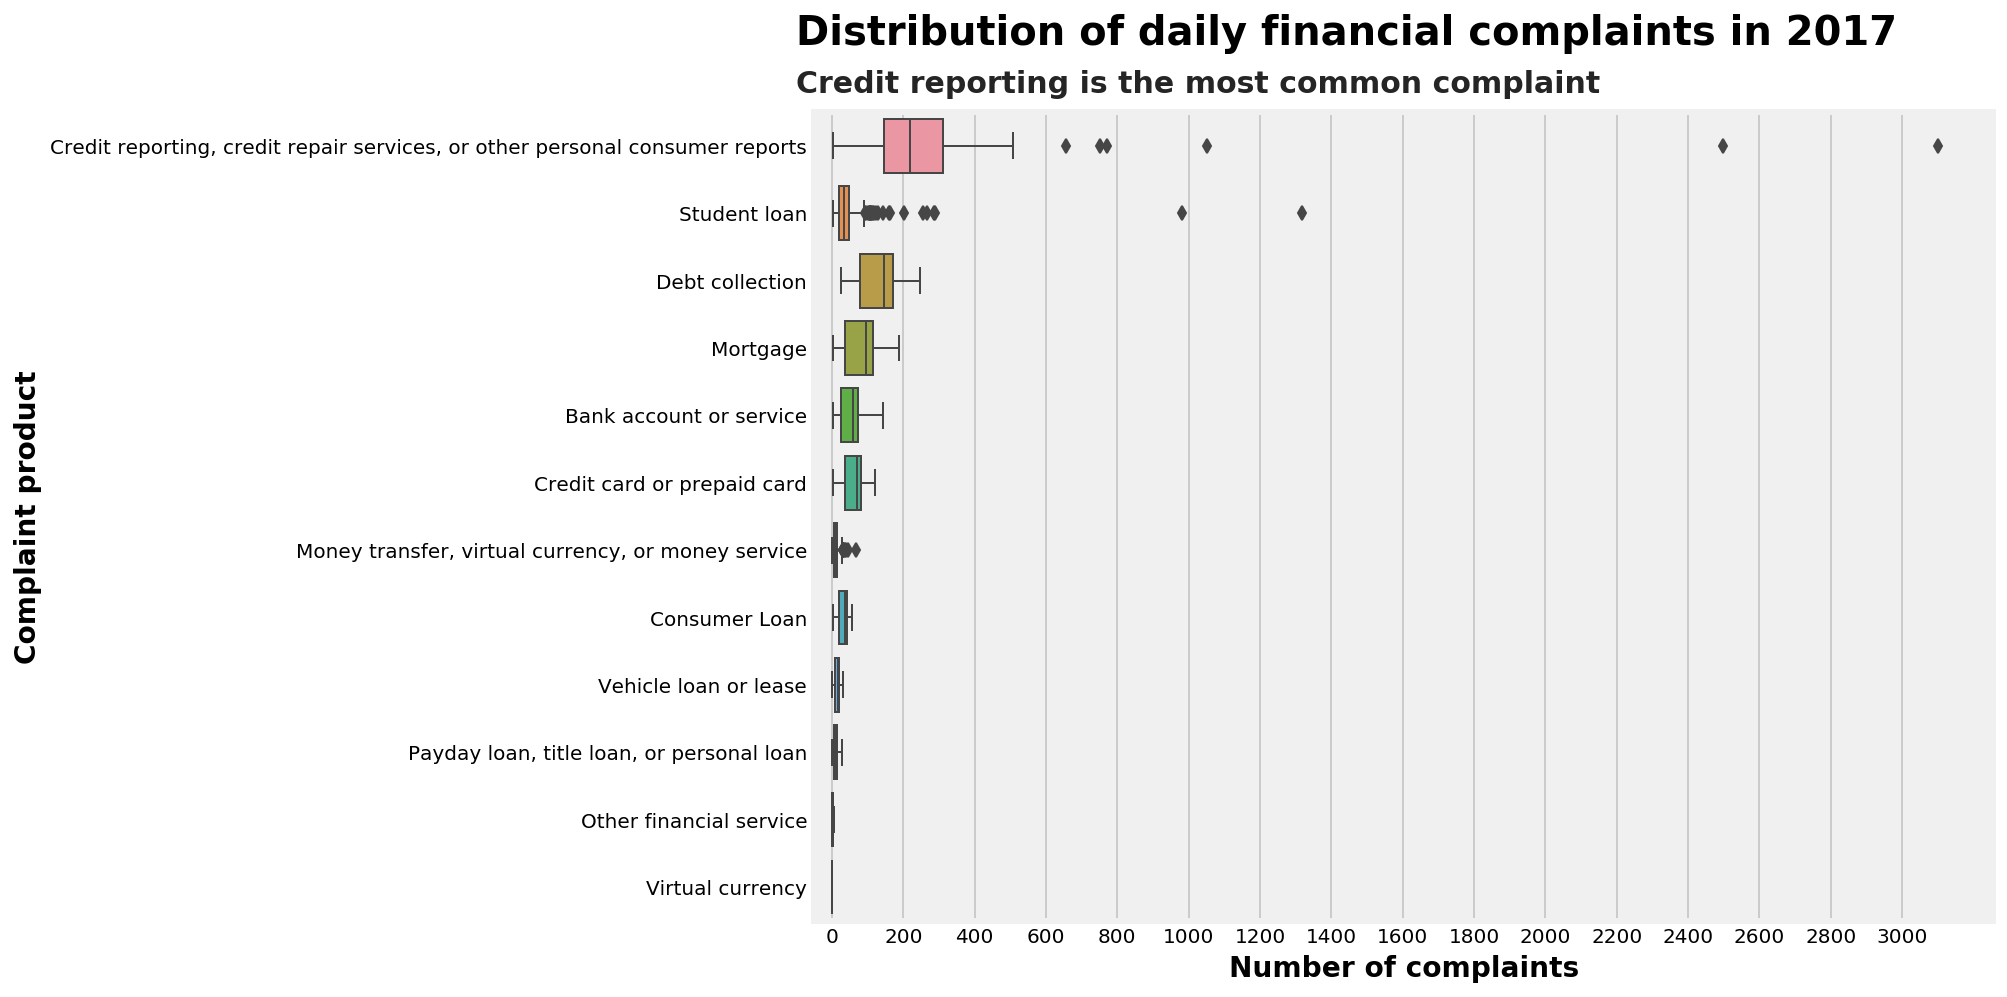 Distribution of daily financial complaints in 2017
Credit reporting is the most common complaint
Complaint product
Credit reporting, credit repair services, or other personal consumer reports
Student loan
Debt collection
Mortgage
Bank account or service
Credit card or prepaid card
Money transfer, virtual currency, or money service
Consumer Loan
Vehicle loan or lease
Payday loan, title loan, or personal loan
Other financial service
Virtual currency
0 200 400 600 800 1000 1200 1400 1600 1800 2000 2200 2400 2600 2800 3000
Number of complaints